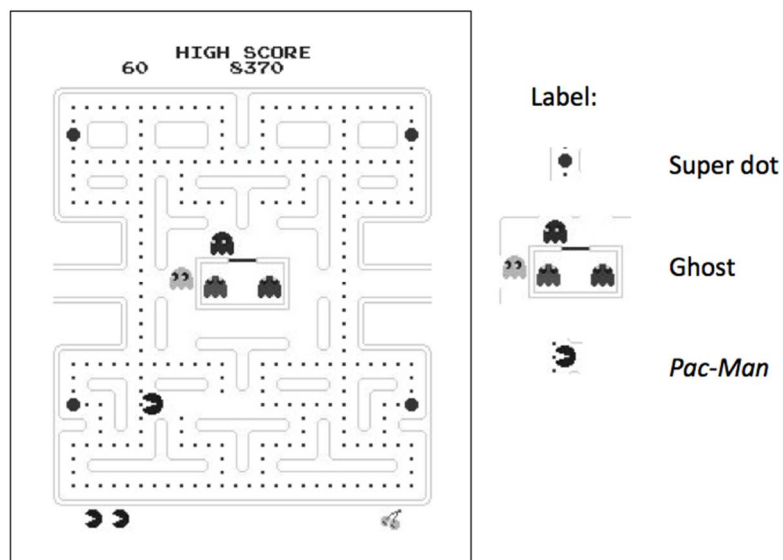 HIGH SCORE
60 8370
Label:
Super dot
Ghost
Pac-Man